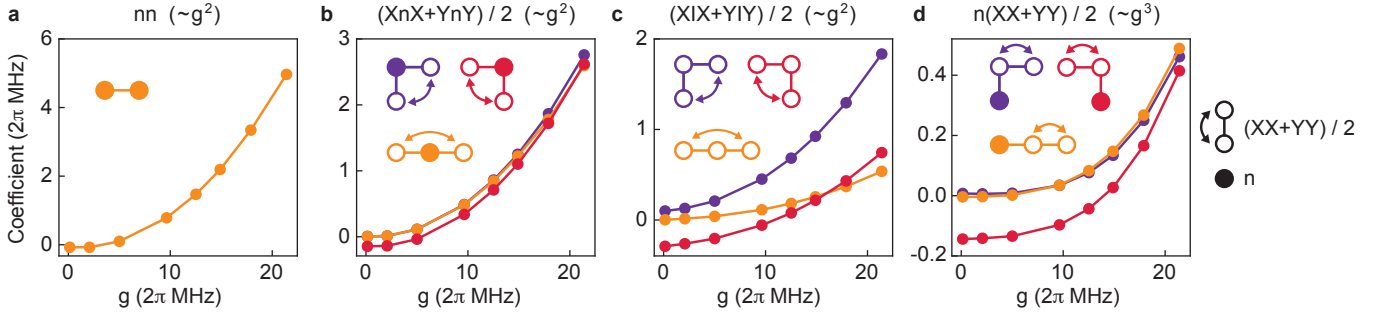 a nn (~g²)
Coefficient (2π MHz)
6
4
2
0
0 10 20
g (2π MHz)
b (XnX+YnY) / 2 (~g²)
3
2
1
0
0 10 20
g (2π MHz)
c (XIX+YIY) / 2 (~g²)
2
1
0
0 10 20
g (2π MHz)
d n(XX+YY) / 2 (~g³)
0.4
0.2
0.0
-0.2
0 10 20
g (2π MHz)
(XX+YY) / 2
n